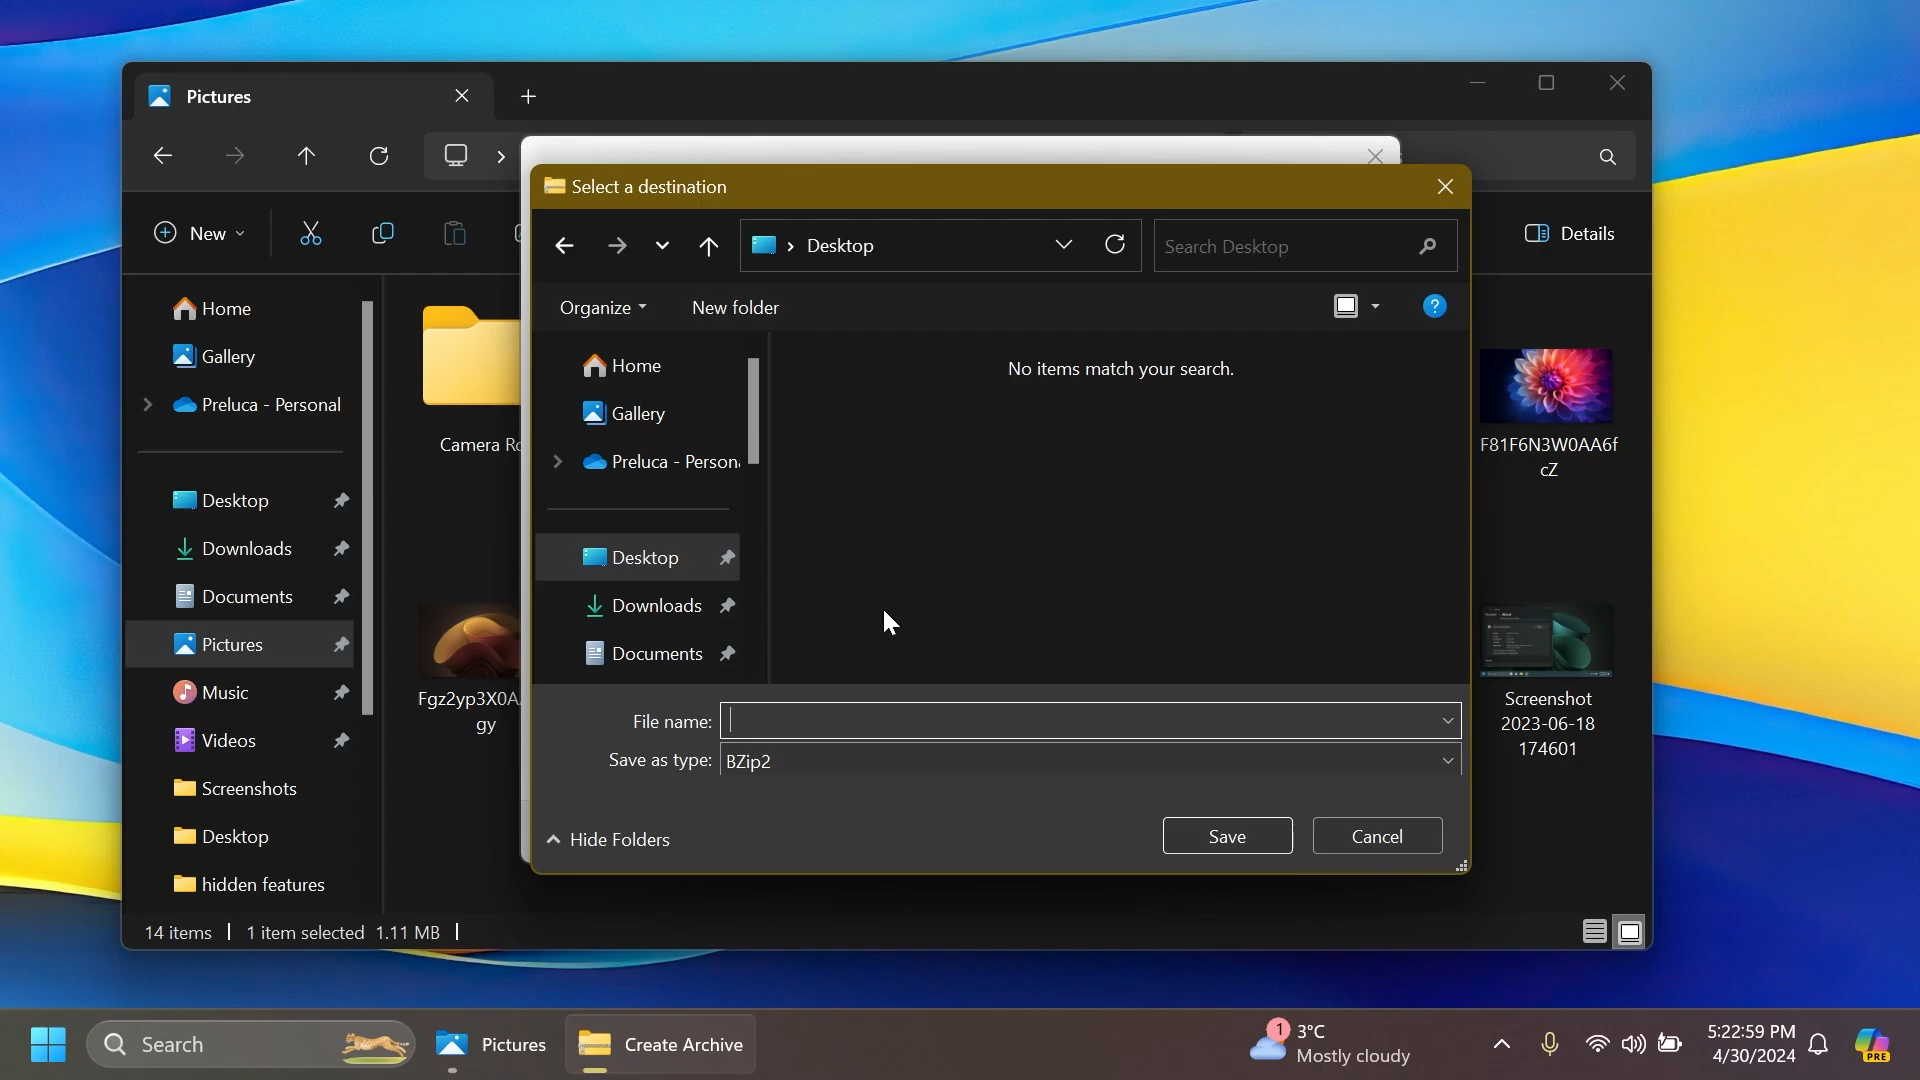 Pictures
Select a destination
Desktop
Search Desktop
New
Details
Organize
New folder
Home
Gallery
Preluca - Personal
Desktop
Downloads
Documents
Pictures
Music
Videos
Screenshots
Desktop
hidden features
Camera Ro
Fgz2yp3X0A
gy
Home
Gallery
Preluca - Persona
Desktop
Downloads
Documents
No items match your search.
F81F6N3W0AA6f
cZ
Screenshot
2023-06-18
174601
File name:
Save as type: BZip2
Hide Folders
Save
Cancel
14 items
1 item selected 1.11 MB
Search
Pictures
Create Archive
1
3°C
Mostly cloudy
5:22:59 PM
4/30/2024
PRE